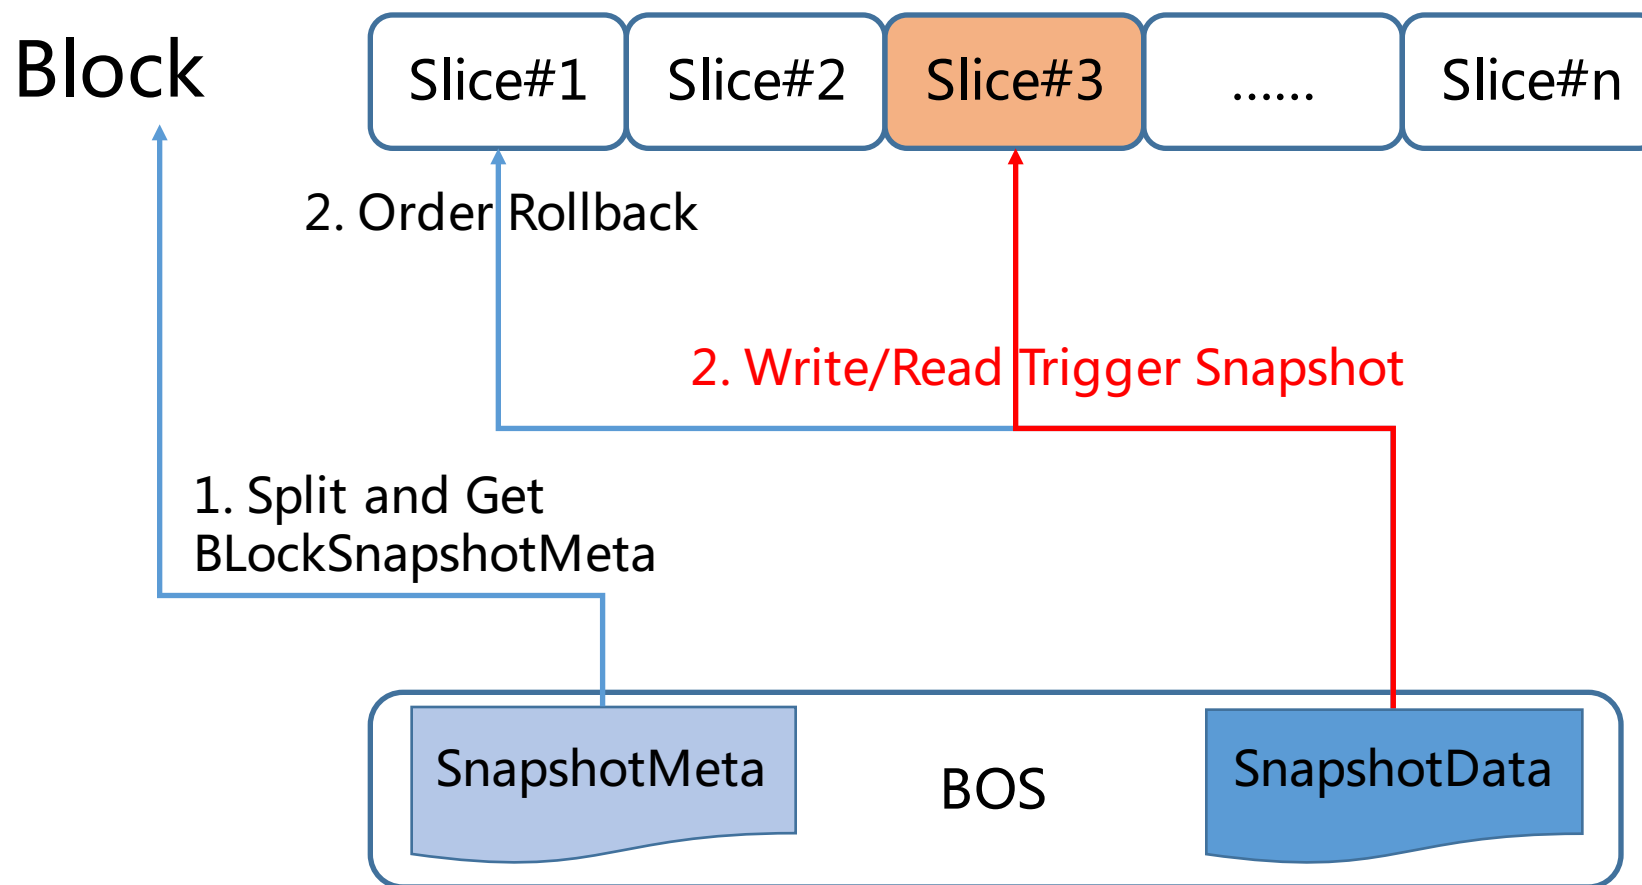 Block
Slice#1
Slice#2
Slice#3
......
Slice#n
2. Order Rollback
2. Write/Read Trigger Snapshot
1. Split and Get
BLockSnapshotMeta
SnapshotMeta
BOS
SnapshotData